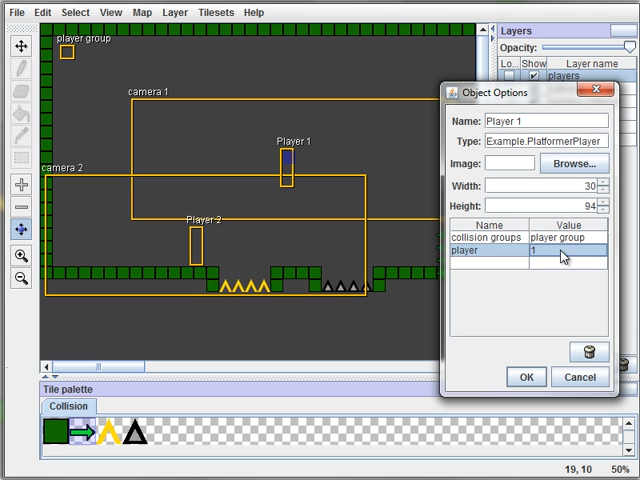 File Edit Select View Map Layer Tilesets Help
player group
camera 1
Player 1
camera 2
Player 2
Layers
Opacity:
Lo... Show Layer name
players
Object Options
Name: Player 1
Type: Example.PlatformerPlayer
Image: Browse...
Width: 30
Height: 94
Name Value
collision groups player group
player 1
OK Cancel
Tile palette
Collision
19, 10 50%